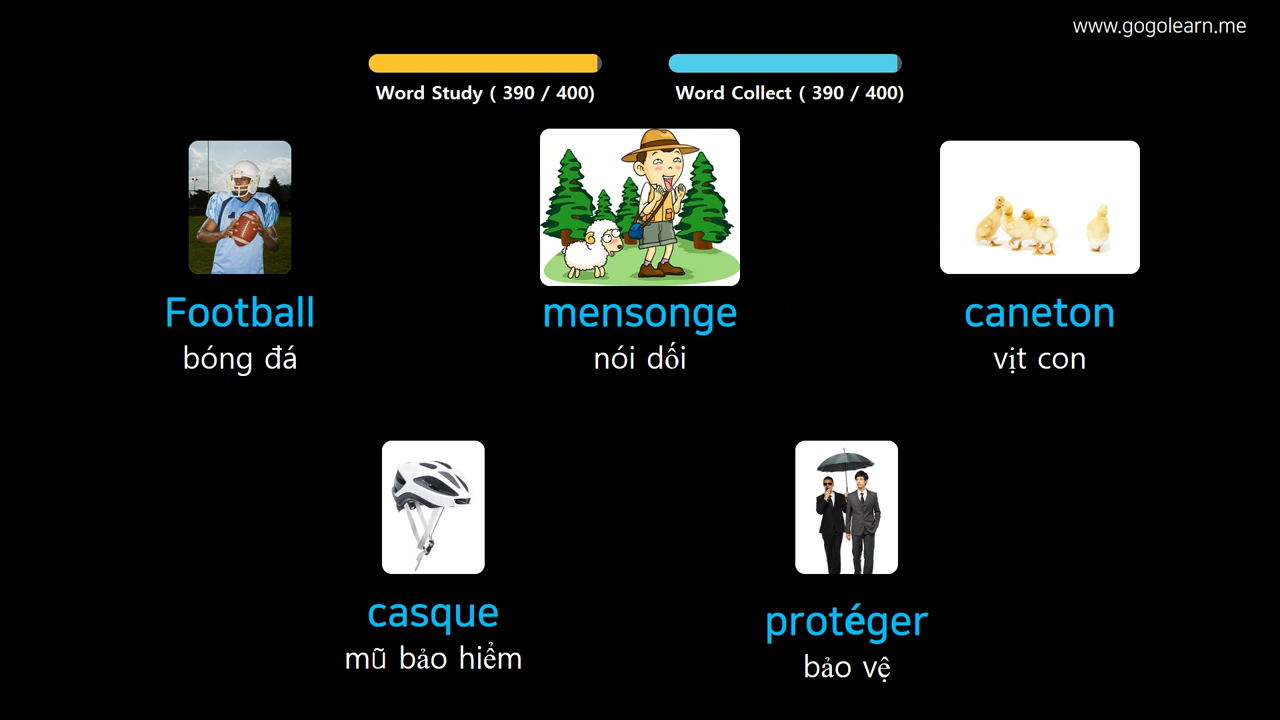 www.gogolearn.me
Word Study ( 390 / 400)
Word Collect ( 390 / 400)
Football
bóng đá
mensonge
nói dối
caneton
vịt con
casque
mũ bảo hiểm
protéger
bảo vệ